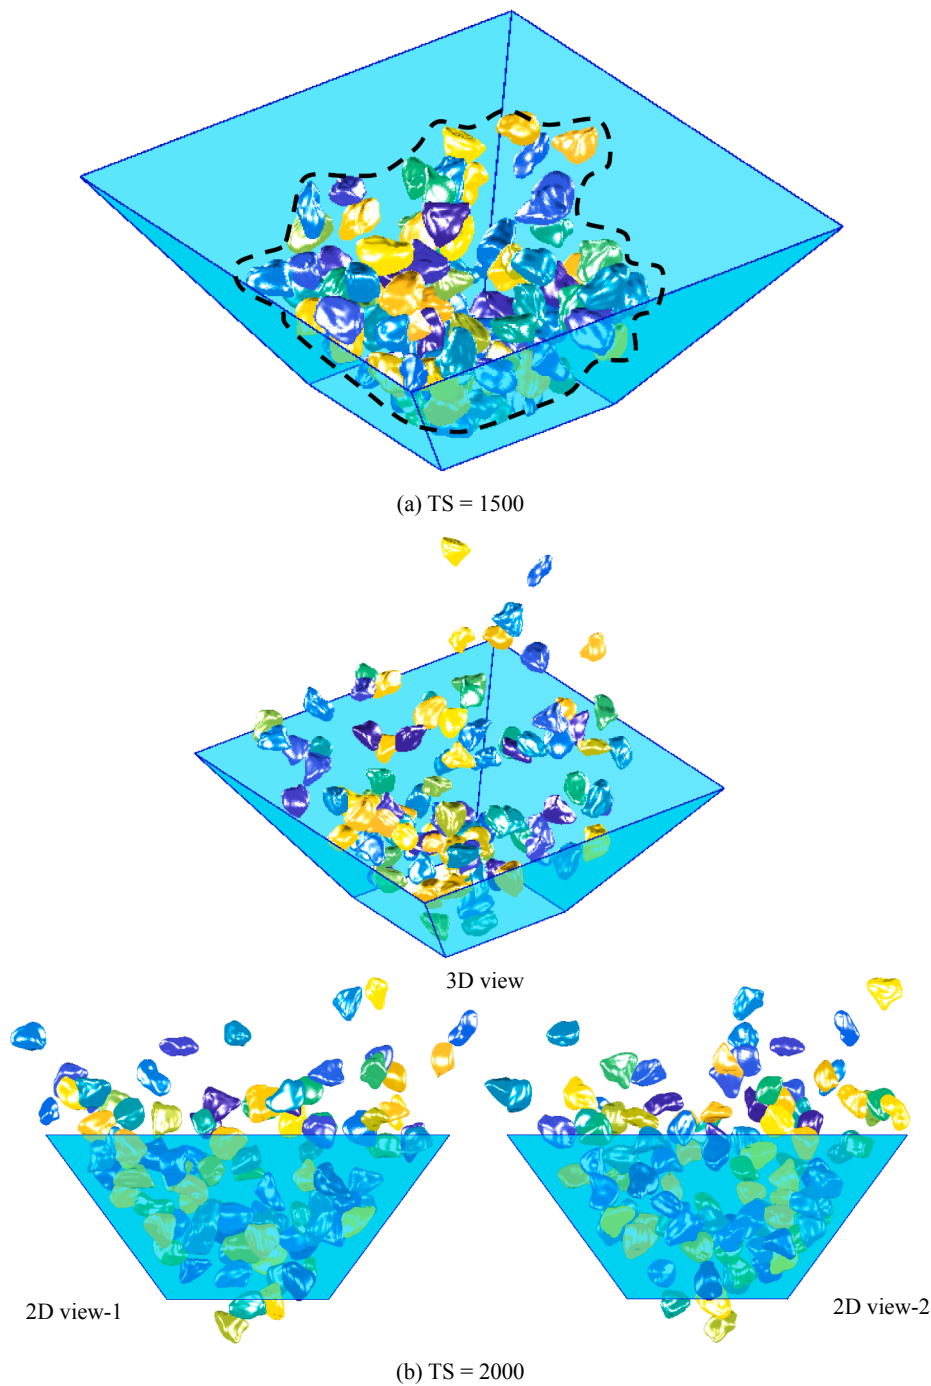 (a) TS = 1500
3D view
2D view-1
2D view-2
(b) TS = 2000